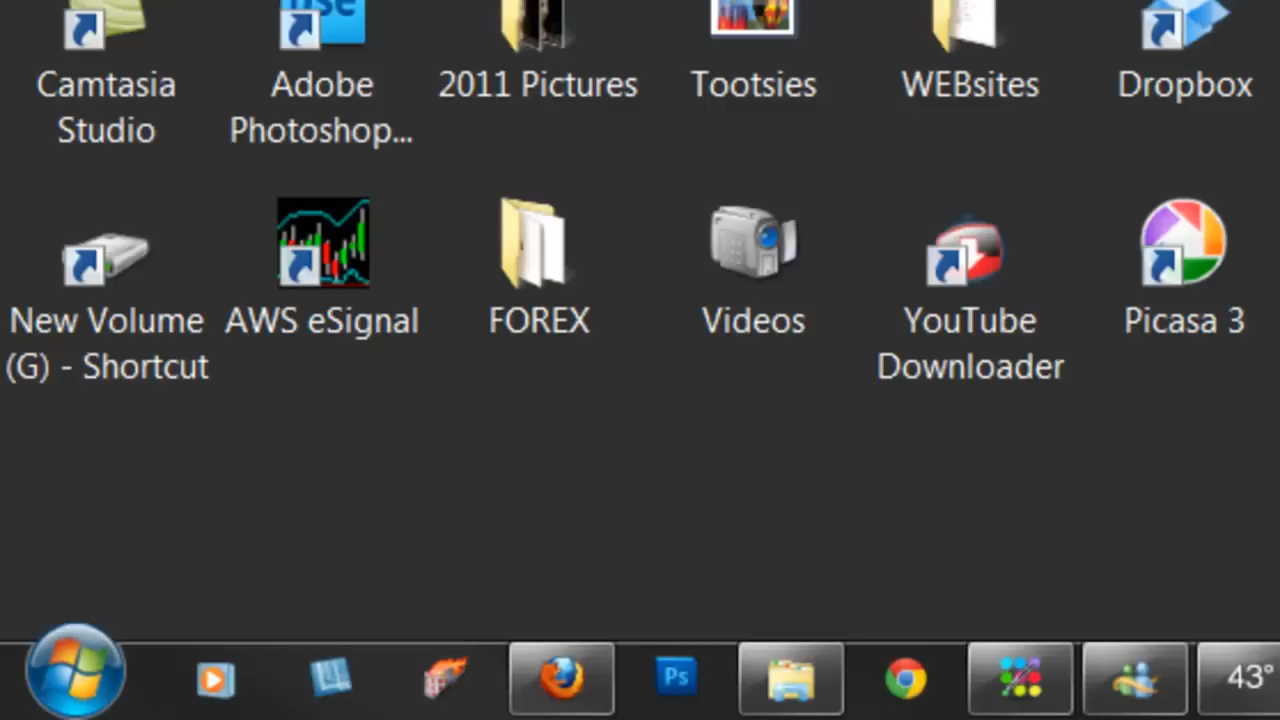 Camtasia Studio
Adobe Photoshop...
2011 Pictures
Tootsies
WEBsites
Dropbox
New Volume (G) - Shortcut
AWS eSignal
FOREX
Videos
YouTube Downloader
Picasa 3
Ps
43°